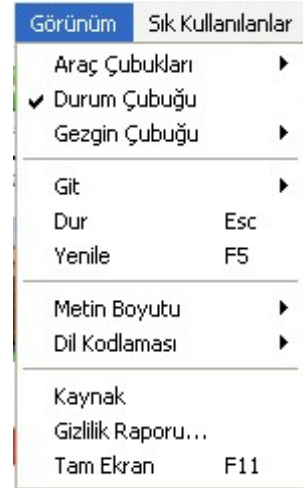 Görünüm Sık Kullanılanlar
Araç Çubukları
Durum Çubuğu
Gezgin Çubuğu
Git
Dur Esc
Yenile F5
Metin Boyutu
Dil Kodlaması
Kaynak
Gizlilik Raporu...
Tam Ekran F11